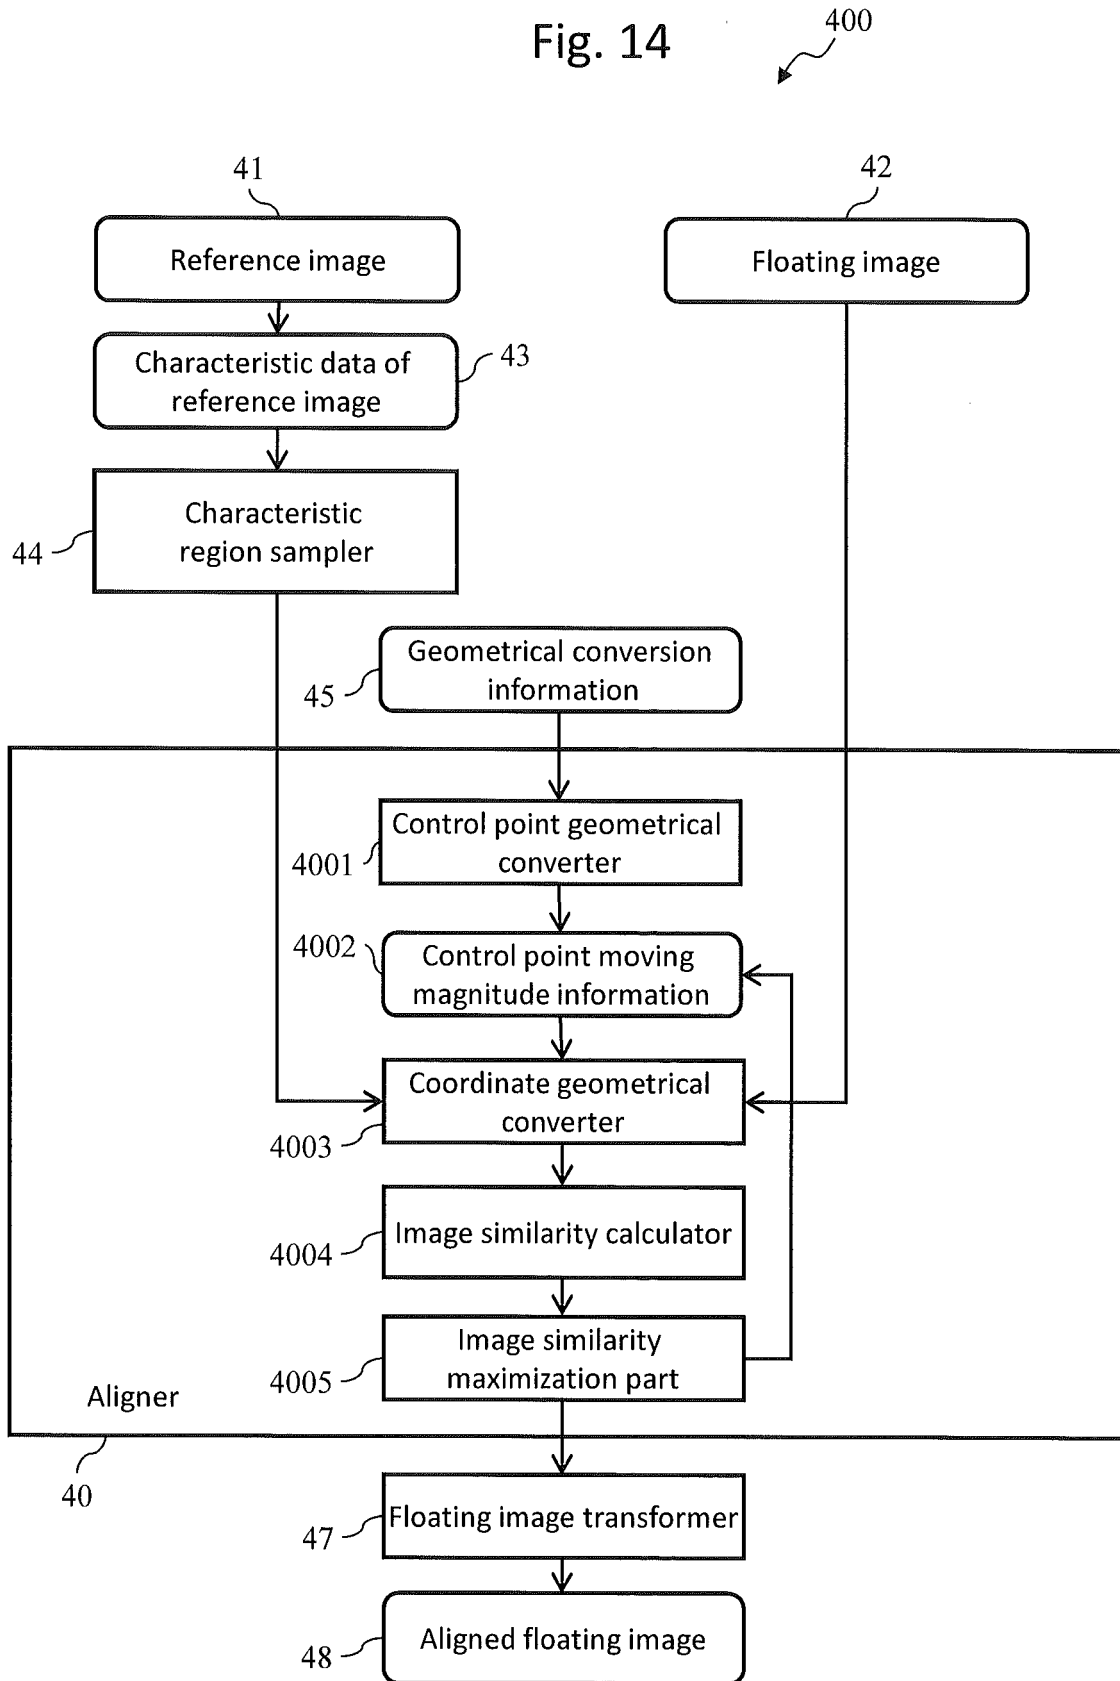 Fig. 14
400
41
42
Reference image
Floating image
Characteristic data of
reference image
43
Characteristic
region sampler
44
Geometrical conversion
information
45
Control point geometrical
converter
4001
4002
Control point moving
magnitude information
Coordinate geometrical
converter
4003
Image similarity calculator
4004
Image similarity
maximization part
4005
Aligner
40
Floating image transformer
47
Aligned floating image
48